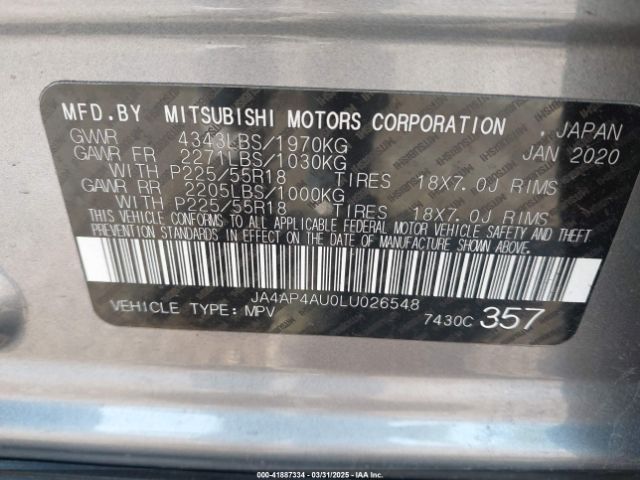 MFD.BY MITSUBISHI MOTORS CORPORATION . JAPAN
GVWR 4343LBS/1970KG JAN 2020
GAWR FR 2271LBS/1030KG
WITH P225/55R18 TIRES 18X7.0J RIMS
GAWR RR 2205LBS/1000KG
WITH P225/55R18 TIRES 18X7.0J RIMS
THIS VEHICLE CONFORMS TO ALL APPLICABLE FEDERAL MOTOR VEHICLE SAFETY AND THEFT
PREVENTION STANDARDS IN EFFECT ON THE DATE OF MANUFACTURE SHOWN ABOVE.
JA4AP4AU0LU026548
VEHICLE TYPE: MPV 7430C 357
000-41887334 - 03/31/2025 - © IAA Holdings, LLC